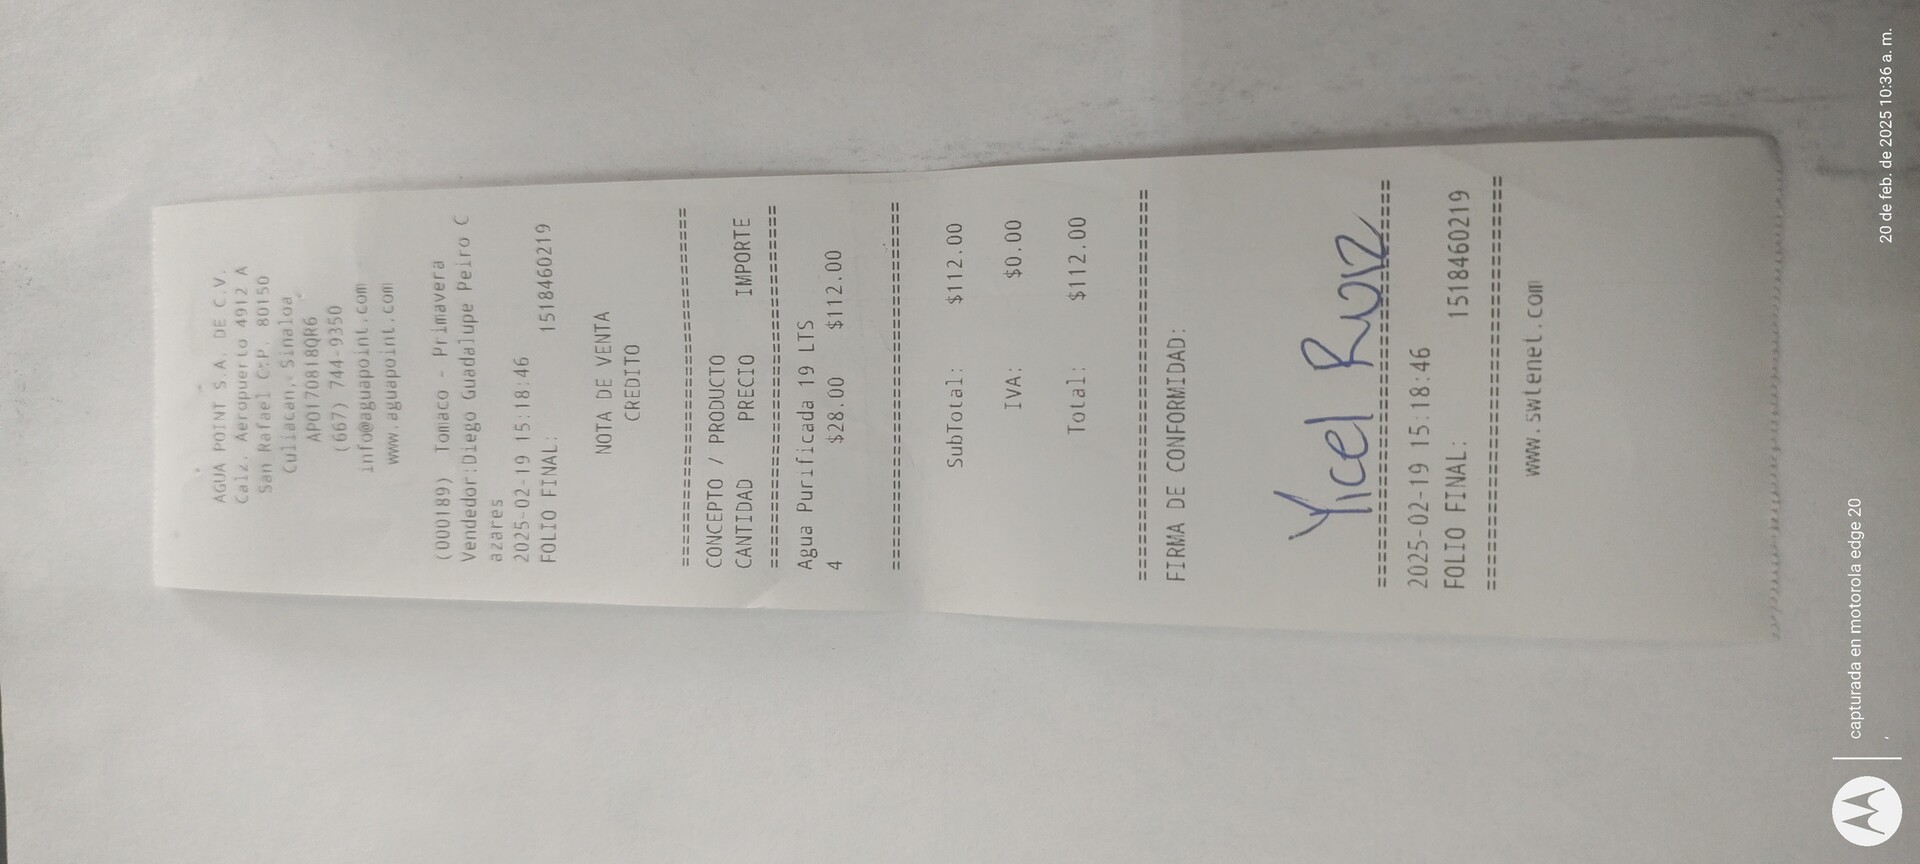 AGUA POINT S.A. DE C.V.
Calz. Aeropuerto 4912 A
San Rafael C.P. 80150
Culiacan, Sinaloa
APO170818QR6
(667) 744-9350
info@aguapoint.com
www.aguapoint.com
(000189) Tomaco - Primavera
Vendedor:Diego Guadalupe Peiro C
azares
2025-02-19 15:18:46
FOLIO FINAL: 1518460219
NOTA DE VENTA
CREDITO
================================
CONCEPTO / PRODUCTO
CANTIDAD PRECIO IMPORTE
================================
Agua Purificada 19 LTS
4 $28.00 $112.00
================================
SubTotal: $112.00
IVA: $0.00
Total: $112.00
================================
FIRMA DE CONFORMIDAD:
Yicel Ruiz
================================
2025-02-19 15:18:46
FOLIO FINAL: 1518460219
================================
www.swtenet.com
capturada en motorola edge 20
20 de feb. de 2025 10:36 a. m.